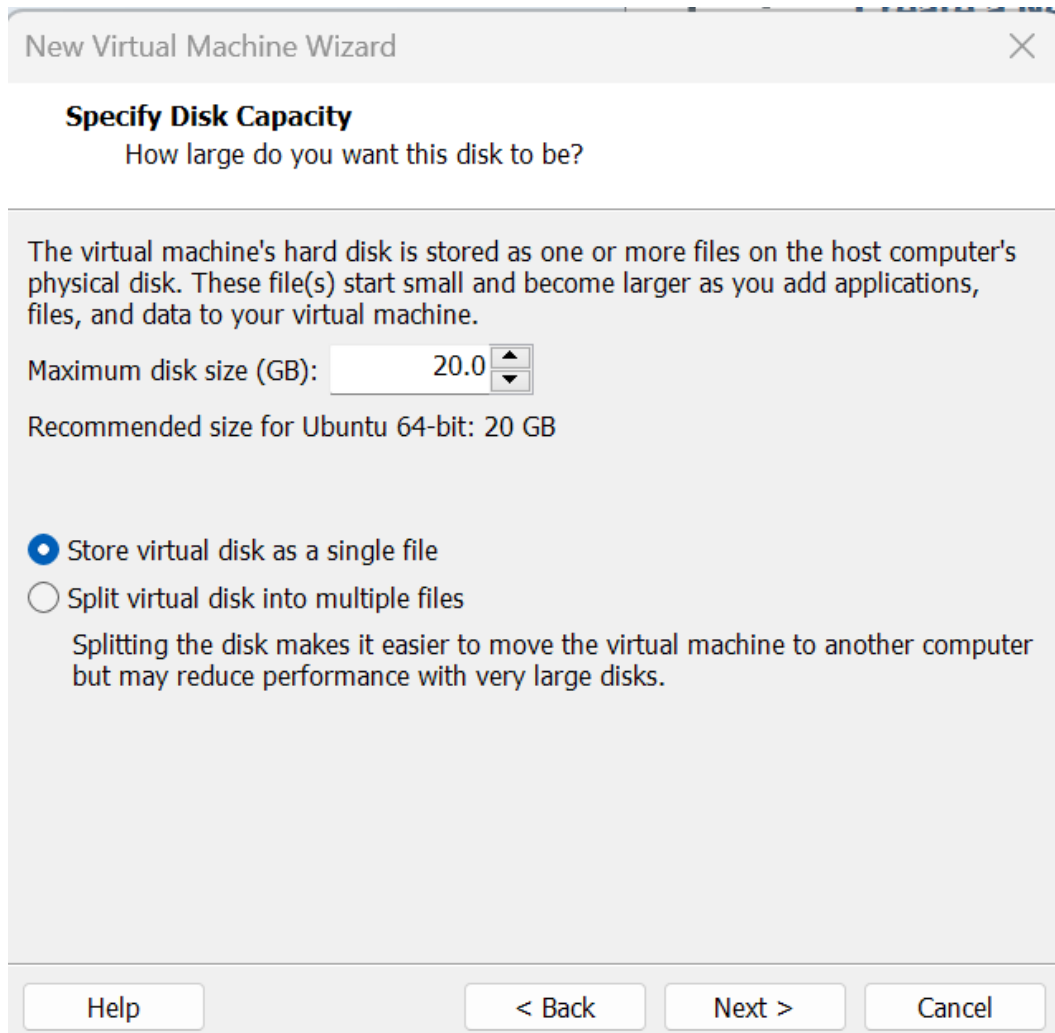 New Virtual Machine Wizard
Specify Disk Capacity
How large do you want this disk to be?
The virtual machine's hard disk is stored as one or more files on the host computer's
physical disk. These file(s) start small and become larger as you add applications,
files, and data to your virtual machine.
Maximum disk size (GB): 20.0
Recommended size for Ubuntu 64-bit: 20 GB
Store virtual disk as a single file
Split virtual disk into multiple files
Splitting the disk makes it easier to move the virtual machine to another computer
but may reduce performance with very large disks.
Help < Back Next > Cancel